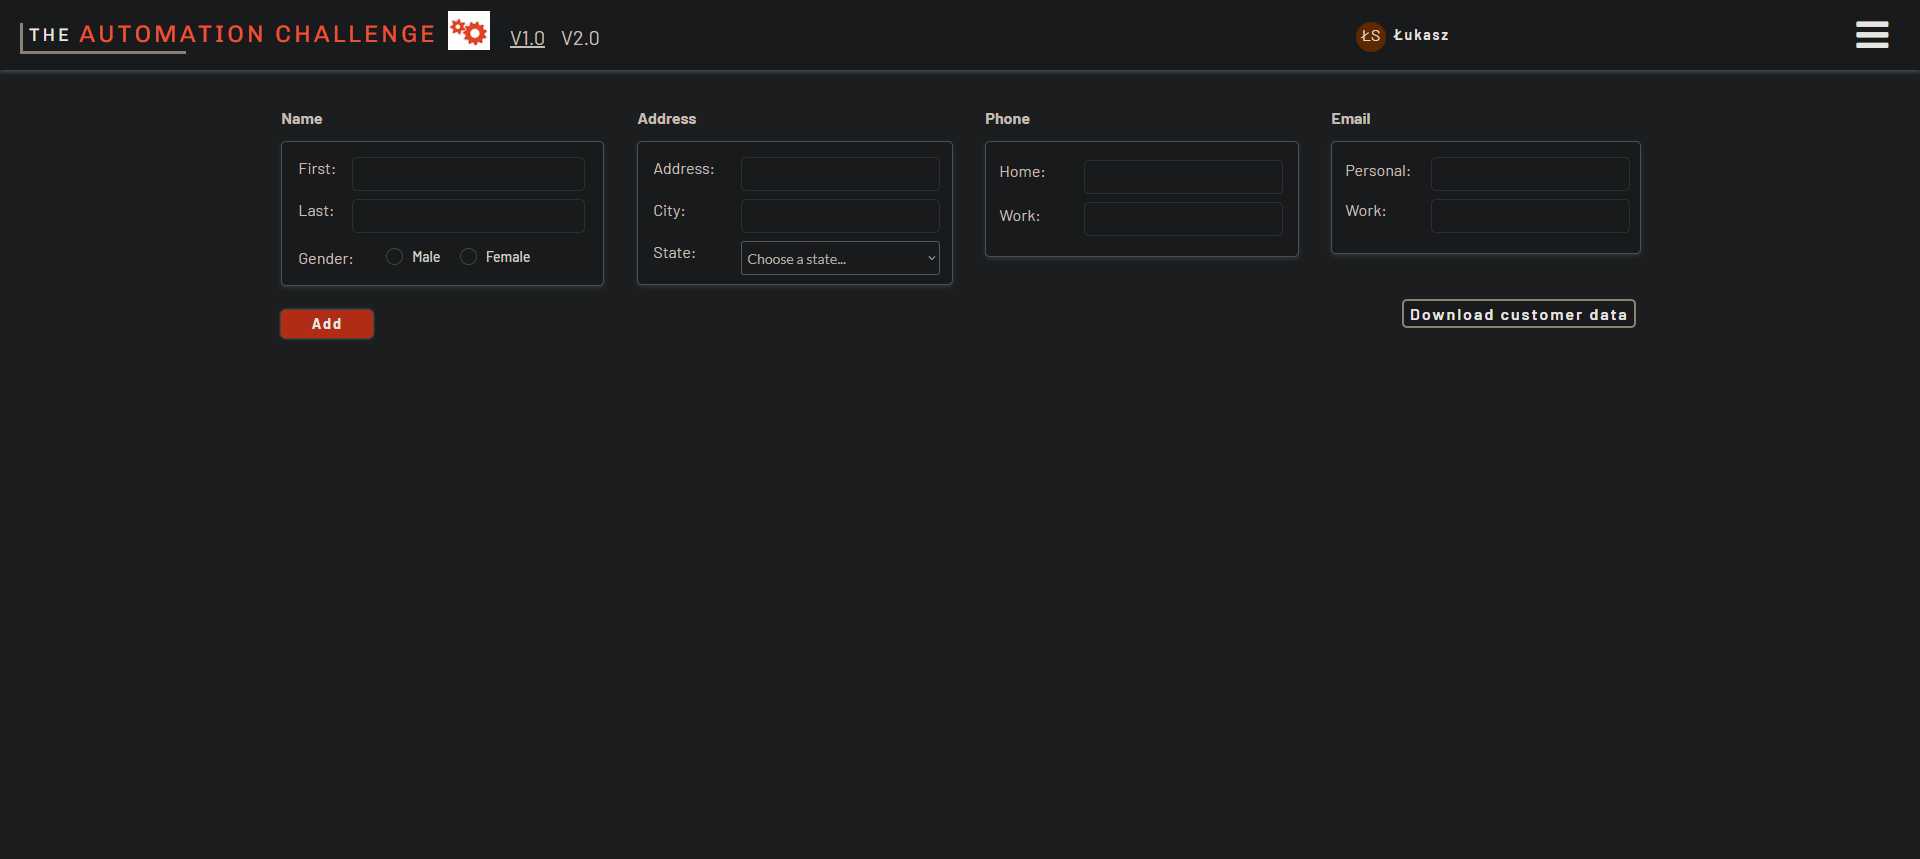 THE AUTOMATION CHALLENGE V1.0 V2.0 ŁS Łukasz
Name Address Phone Email
First: Address: Home: Personal:
Last: City: Work: Work:
Gender: Male Female State: Choose a state...
Add Download customer data